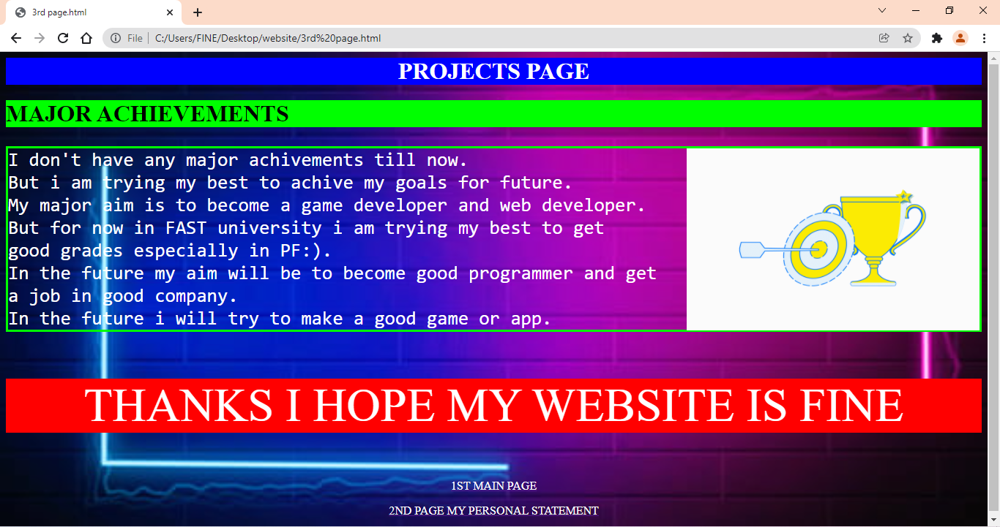 3rd page.html
File
C:/Users/FINE/Desktop/website/3rd%20page.html
PROJECTS PAGE
MAJOR ACHIEVEMENTS
I don't have any major achivements till now.
But i am trying my best to achive my goals for future.
My major aim is to become a game developer and web developer.
But for now in FAST university i am trying my best to get
good grades especially in PF:).
In the future my aim will be to become good programmer and get
a job in good company.
In the future i will try to make a good game or app.
THANKS I HOPE MY WEBSITE IS FINE
1ST MAIN PAGE
2ND PAGE MY PERSONAL STATEMENT